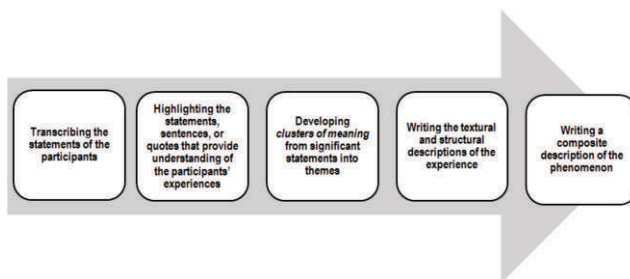 Transcribing the
statements of the
participants
Highlighting the
statements,
sentences, or
quotes that provide
understanding of
the participants'
experiences
Developing
clusters of meaning
from significant
statements into
themes
Writing the textural
and structural
descriptions of the
experience
Writing a
composite
description of the
phenomenon